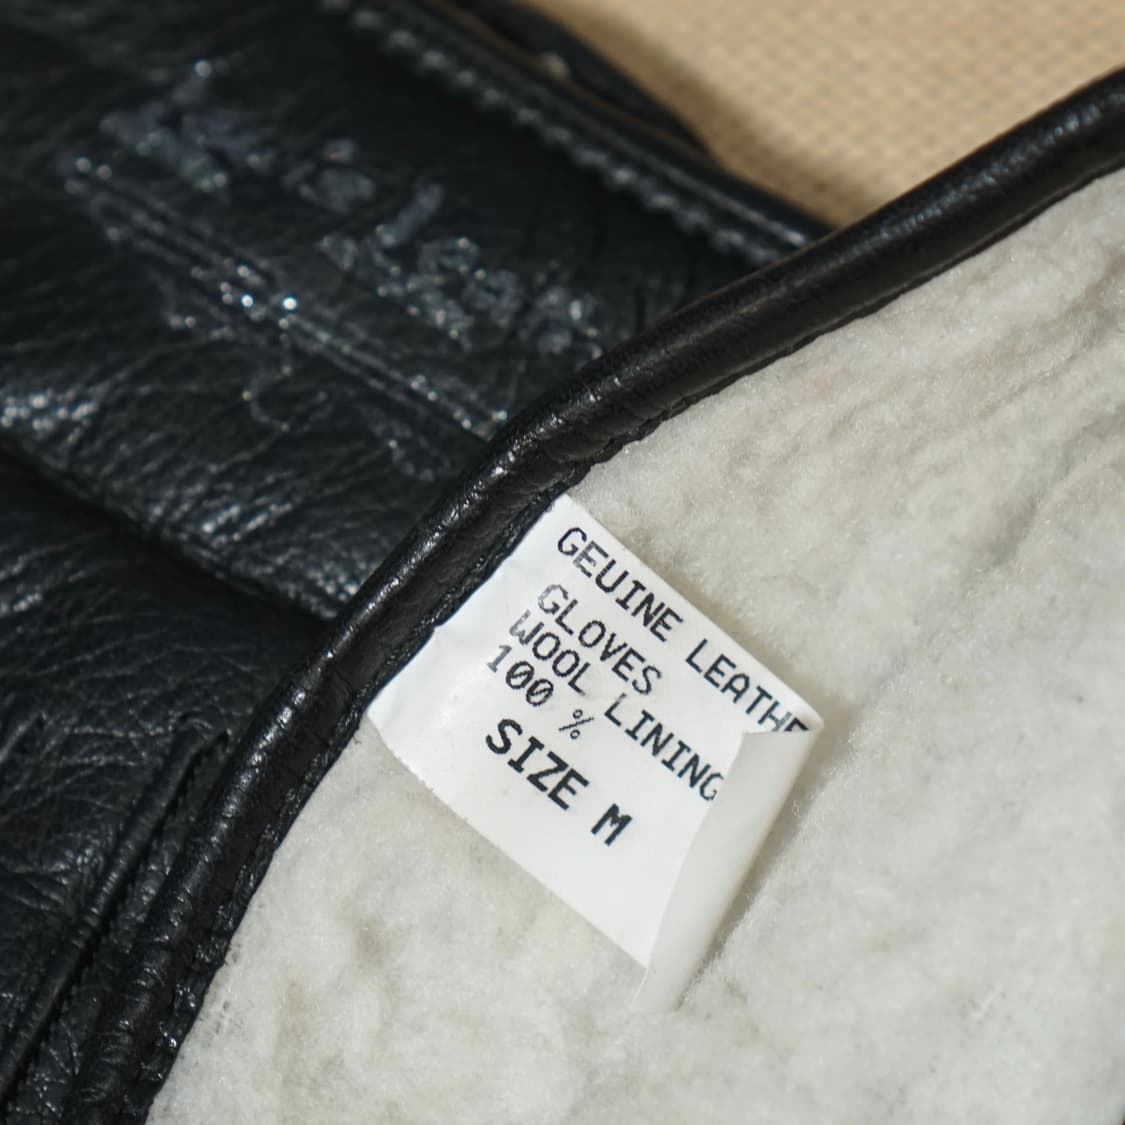 GEUINE LEATHE
GLOVES
WOOL LINING
100 %
SIZE M